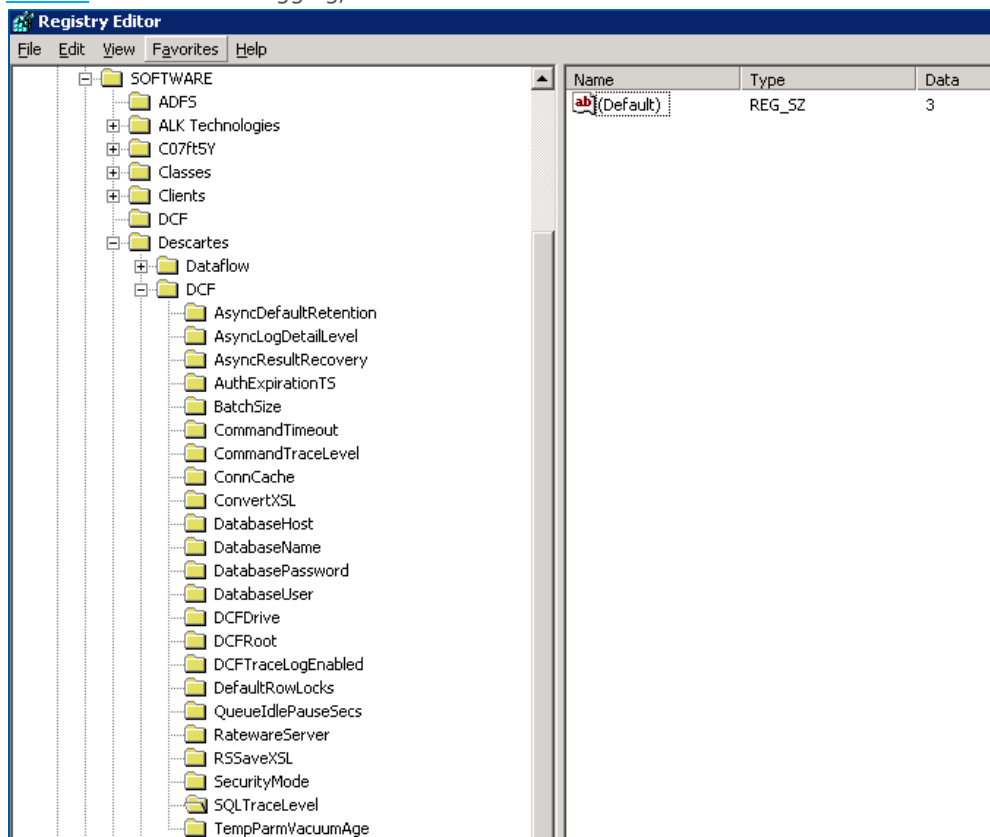 Registry Editor
File Edit View Favorites Help
SOFTWARE
ADFS
ALK Technologies
C07ft5Y
Classes
Clients
DCF
Descartes
Dataflow
DCF
AsyncDefaultRetention
AsyncLogDetailLevel
AsyncResultRecovery
AuthExpirationTS
BatchSize
CommandTimeout
CommandTraceLevel
ConnCache
ConvertXSL
DatabaseHost
DatabaseName
DatabasePassword
DatabaseUser
DCFDrive
DCFRoot
DCFTraceLogEnabled
DefaultRowLocks
QueueIdlePauseSecs
RatewareServer
RSSaveXSL
SecurityMode
SQLTraceLevel
TempParmVacuumAge
Name Type Data
ab (Default) REG_SZ 3